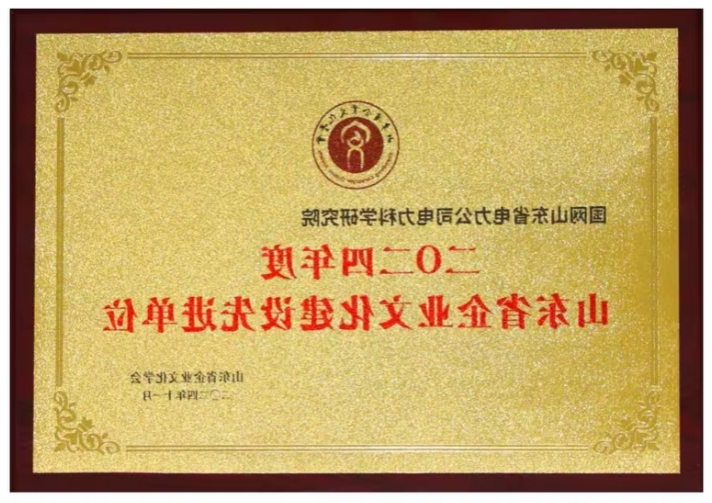 国网山东省电力公司电力科学研究院
二〇二四年度
山东省企业文化建设先进单位
山东省企业文化学会
二〇二四年十一月